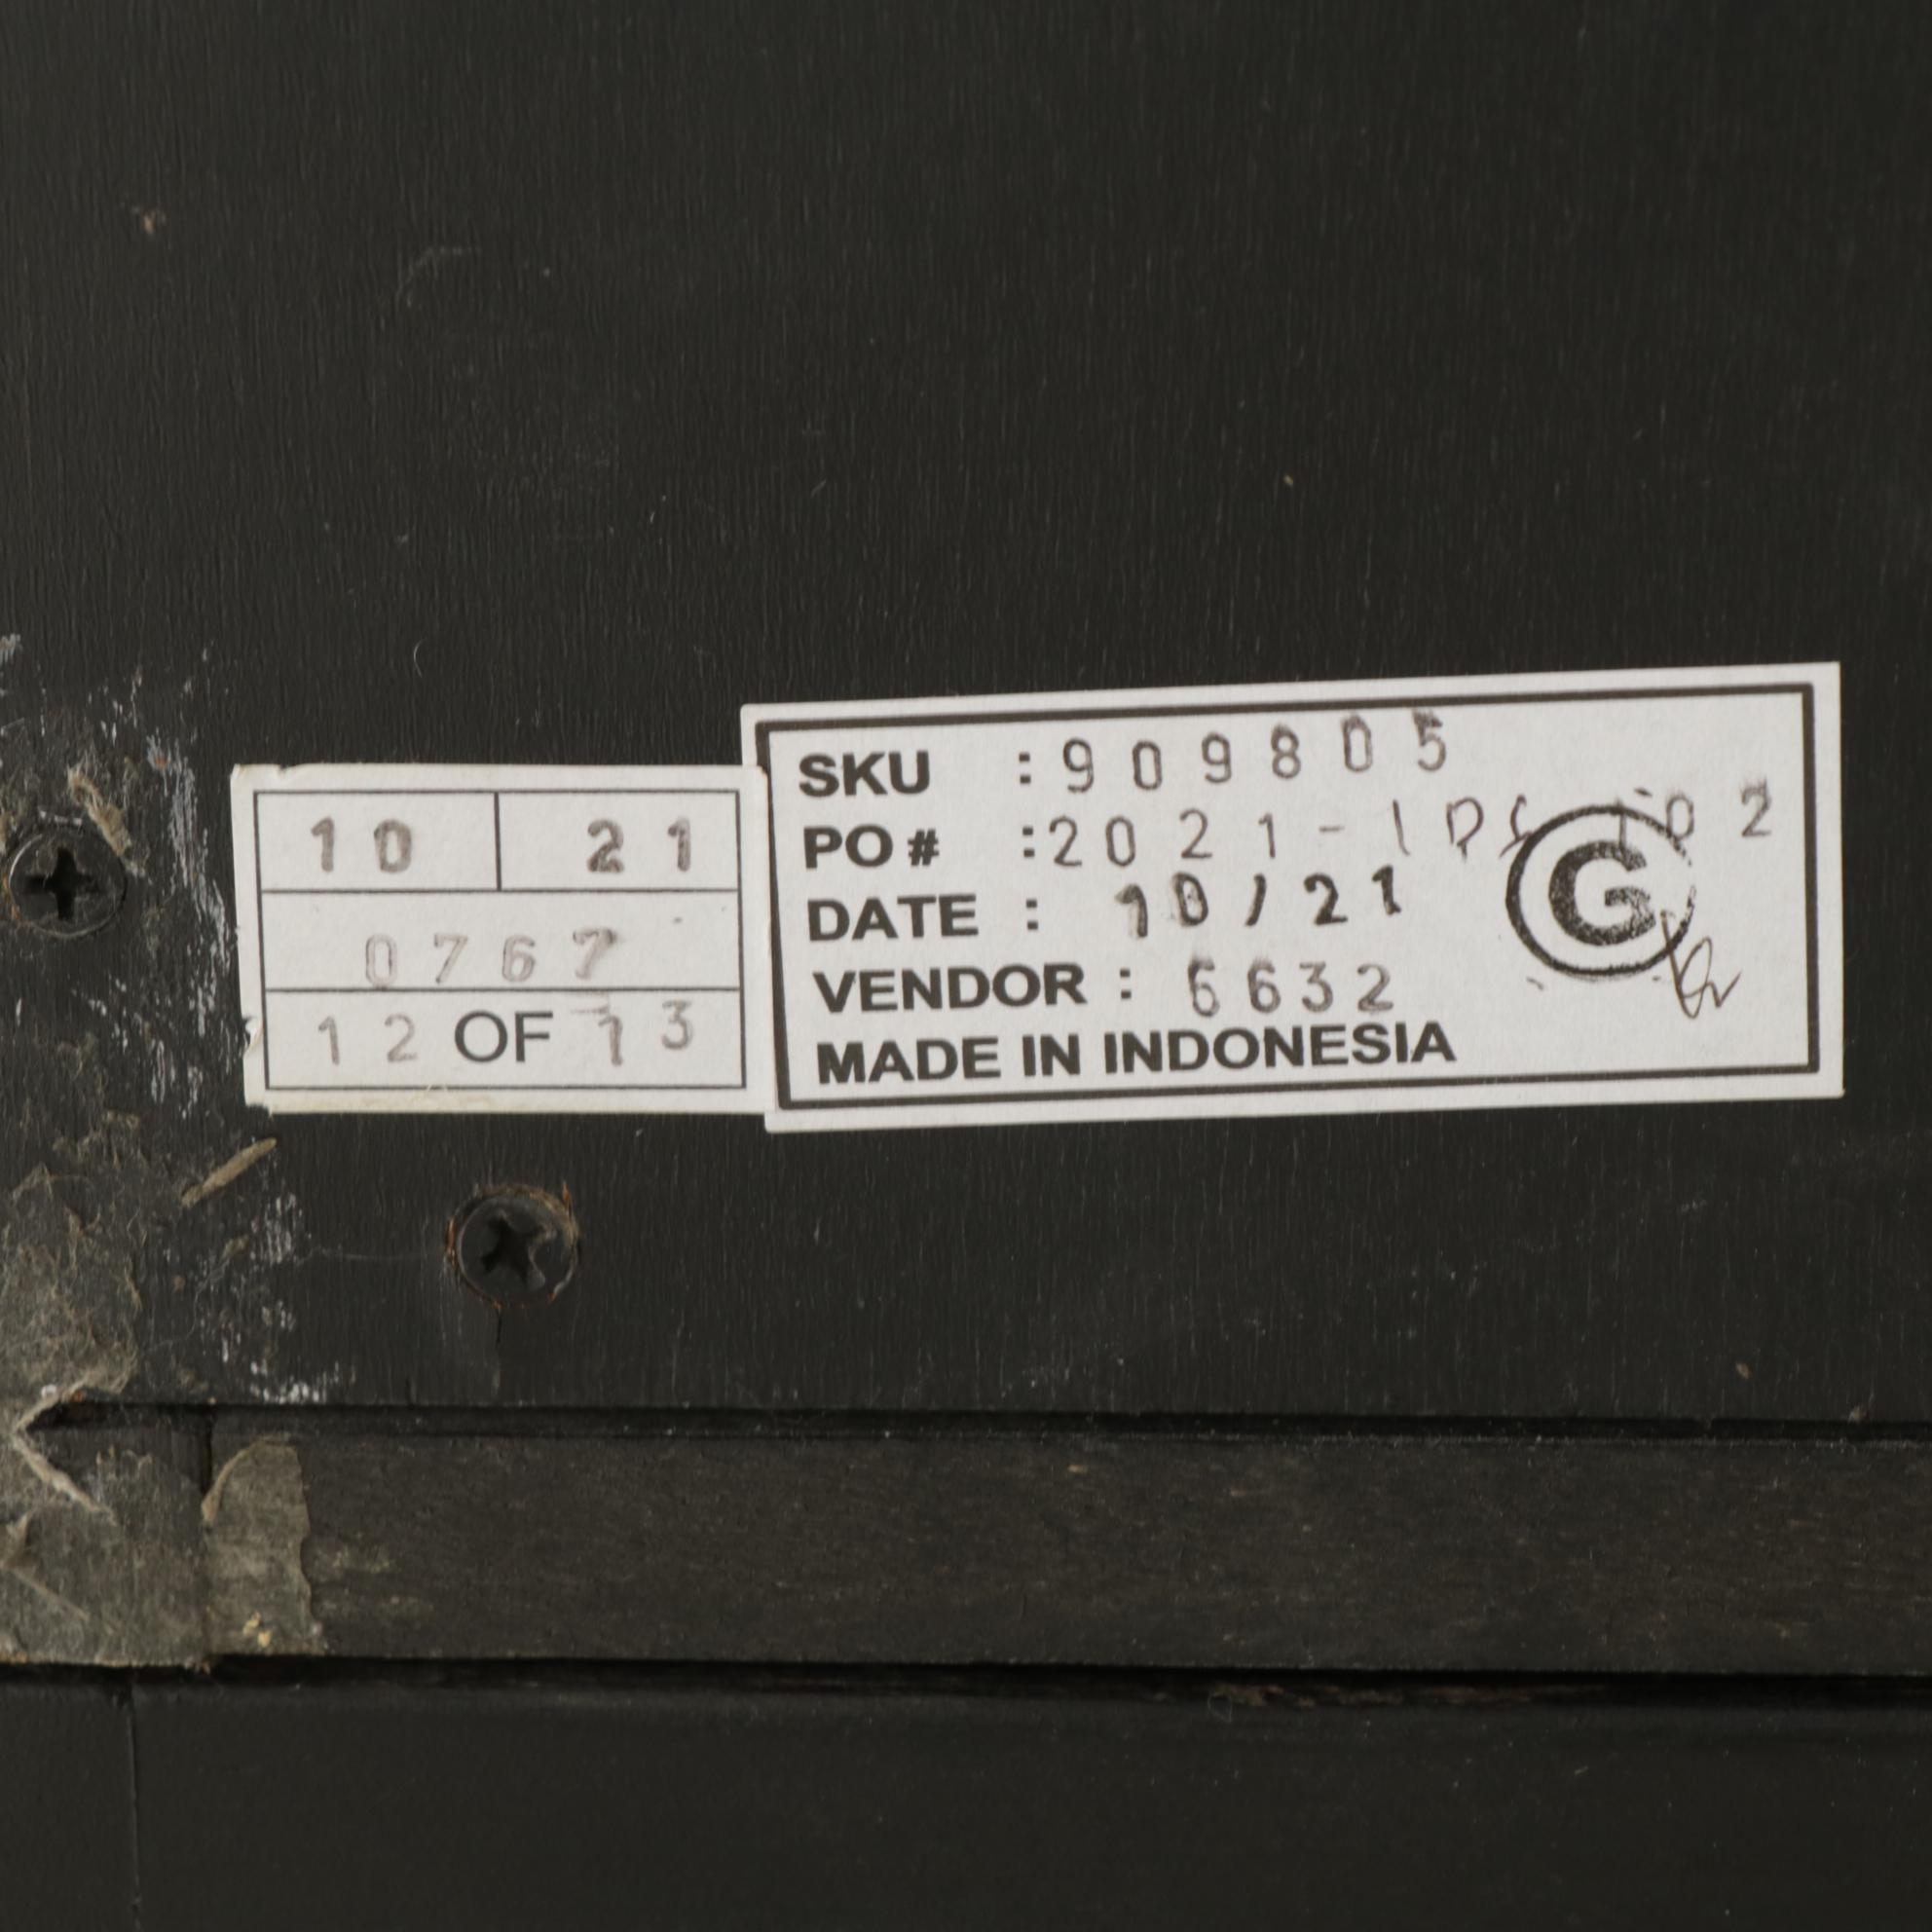 10 21
0767
12 OF 13
SKU : 909805
PO # :2021-
DATE : 10/21
G
VENDOR : 6632
MADE IN INDONESIA